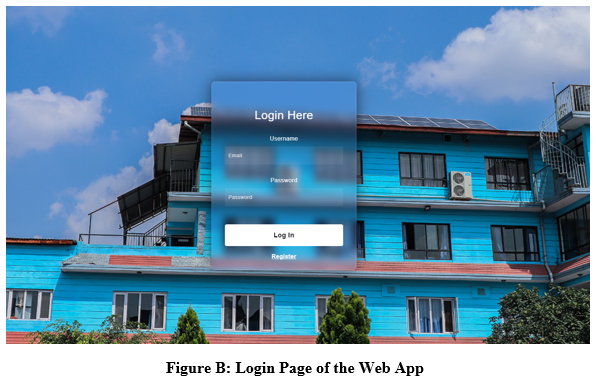 Login Here
Username
Email
Password
Password
Log In
Register
Figure B: Login Page of the Web App